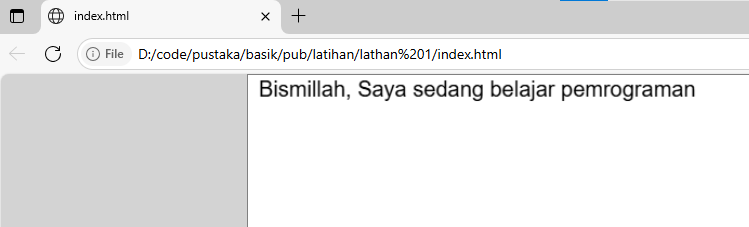 index.html
File D:/code/pustaka/basik/pub/latihan/lathan%201/index.html
Bismillah, Saya sedang belajar pemrograman